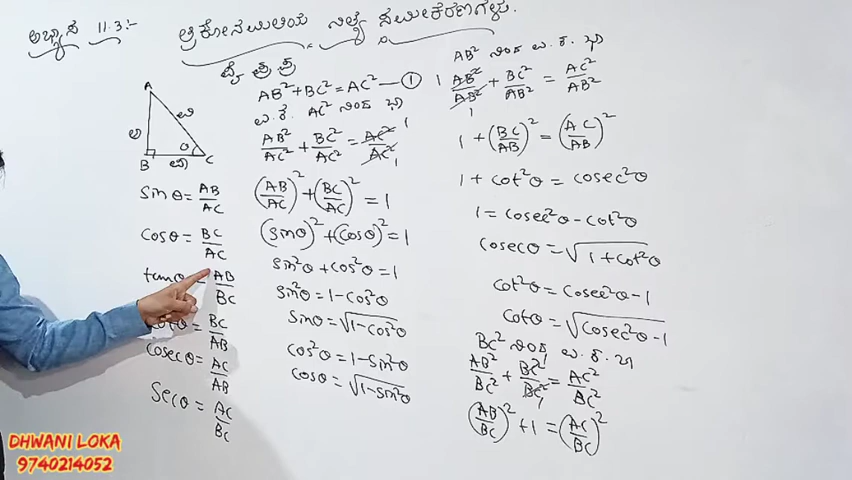 ಅಭ್ಯಾಸ 11.3:-
ತ್ರಿಕೋನಮಿತಿಯ ನಿತ್ಯ ಸಮೀಕರಣಗಳು.
ಪೈ ಪ್ರ ಪ್ರ
A
B
C
θ
ಅ
ವಿ
sinθ = AB/AC
cosθ = BC/AC
tanθ = AB/BC
cotθ = BC/AB
cosecθ = AC/AB
secθ = AC/BC
AB² + BC² = AC² — ①
AC² ನಿಂದ ಭಾ
AB²/AC² + BC²/AC² = AC²/AC² 1
1
(AB/AC)² + (BC/AC)² = 1
(sinθ)² + (cosθ)² = 1
sin²θ + cos²θ = 1
sin²θ = 1 - cos²θ
sinθ = √1-cos²θ
cos²θ = 1 - sin²θ
cosθ = √1-sin²θ
AB² ನಿಂದ ಭಾ
1 AB²/AB² + BC²/AB² = AC²/AB²
1
1 + (BC/AB)² = (AC/AB)²
1 + cot²θ = cosec²θ
1 = cosec²θ - cot²θ
cosecθ = √1+cot²θ
cot²θ = cosec²θ - 1
cotθ = √cosec²θ-1
BC² ನಿಂದ ಭಾ
AB²/BC² + BC²/BC² = AC²/BC²
(AB/BC)² + 1 = (AC/BC)²
DHWANI LOKA
9740214052